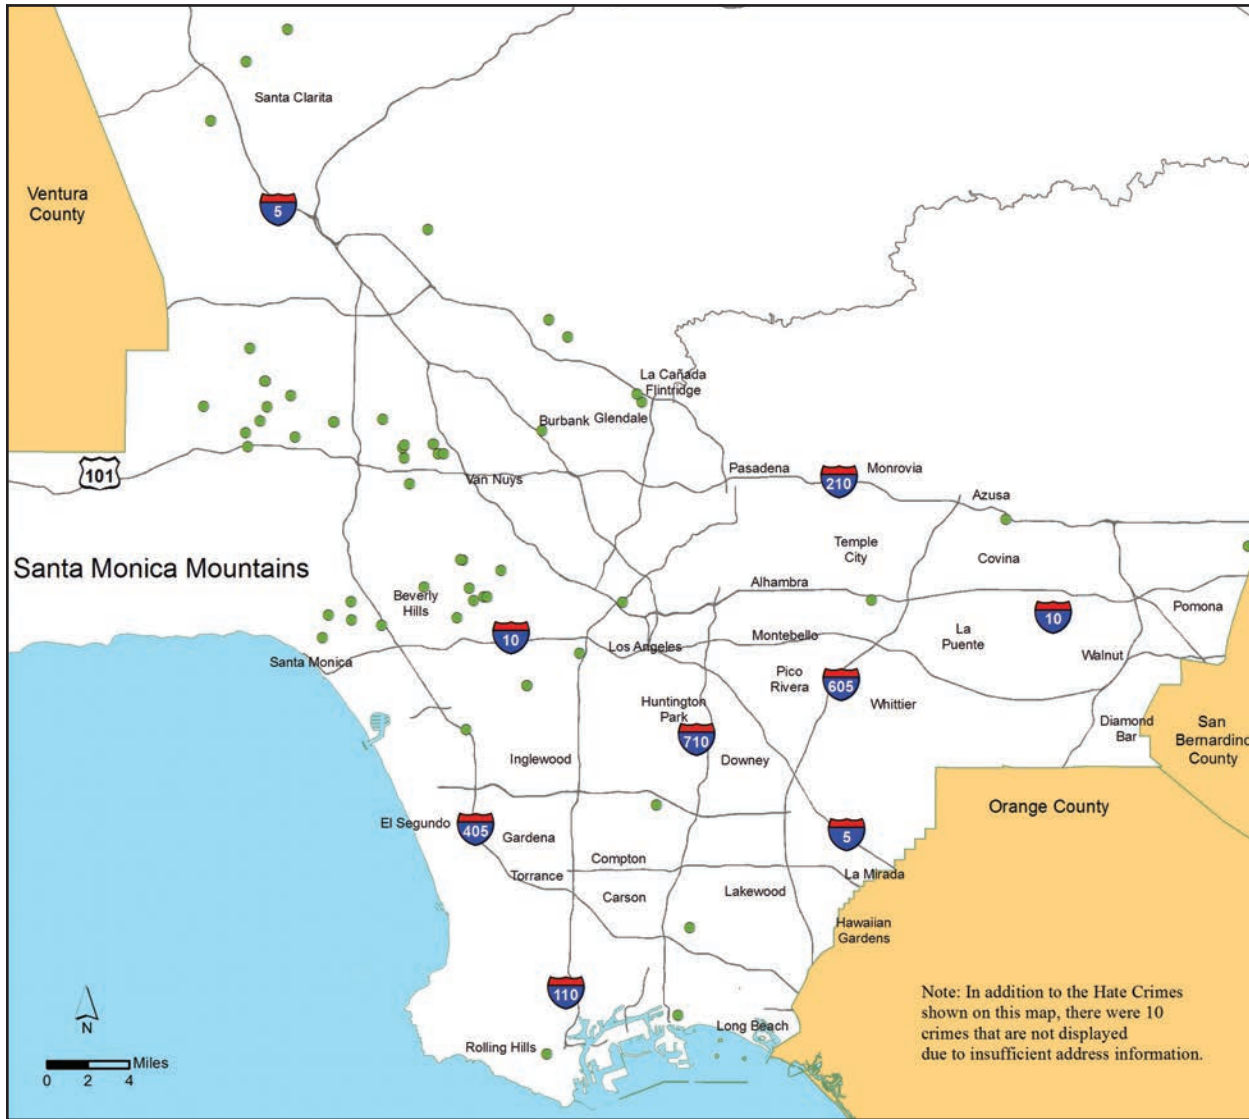 Santa Clarita
Ventura
County
5
La Cañada
Flintridge
Burbank
Glendale
101
Van Nuys
Pasadena
210
Monrovia
Azusa
Santa Monica Mountains
Temple
City
Covina
Alhambra
Beverly
Hills
Pomona
10
10
Los Angeles
Montebello
La
Puente
Walnut
Santa Monica
Pico
Rivera
605
Whittier
Huntington
Park
710
Diamond
Bar
San
Bernardino
County
Inglewood
Downey
Orange County
El Segundo
405
Gardena
5
Compton
La Mirada
Torrance
Carson
Lakewood
Hawaiian
Gardens
110
Note: In addition to the Hate Crimes
shown on this map, there were 10
crimes that are not displayed
due to insufficient address information.
N
Long Beach
Rolling Hills
Miles
0 2 4